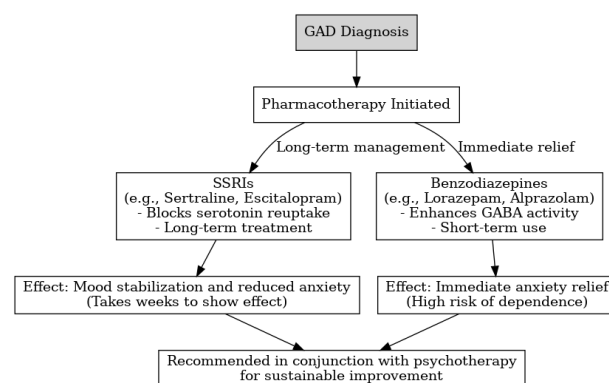 GAD Diagnosis
Pharmacotherapy Initiated
Long-term management
Immediate relief
SSRIs
(e.g., Sertraline, Escitalopram)
- Blocks serotonin reuptake
- Long-term treatment
Benzodiazepines
(e.g., Lorazepam, Alprazolam)
- Enhances GABA activity
- Short-term use
Effect: Mood stabilization and reduced anxiety
(Takes weeks to show effect)
Effect: Immediate anxiety relief
(High risk of dependence)
Recommended in conjunction with psychotherapy
for sustainable improvement